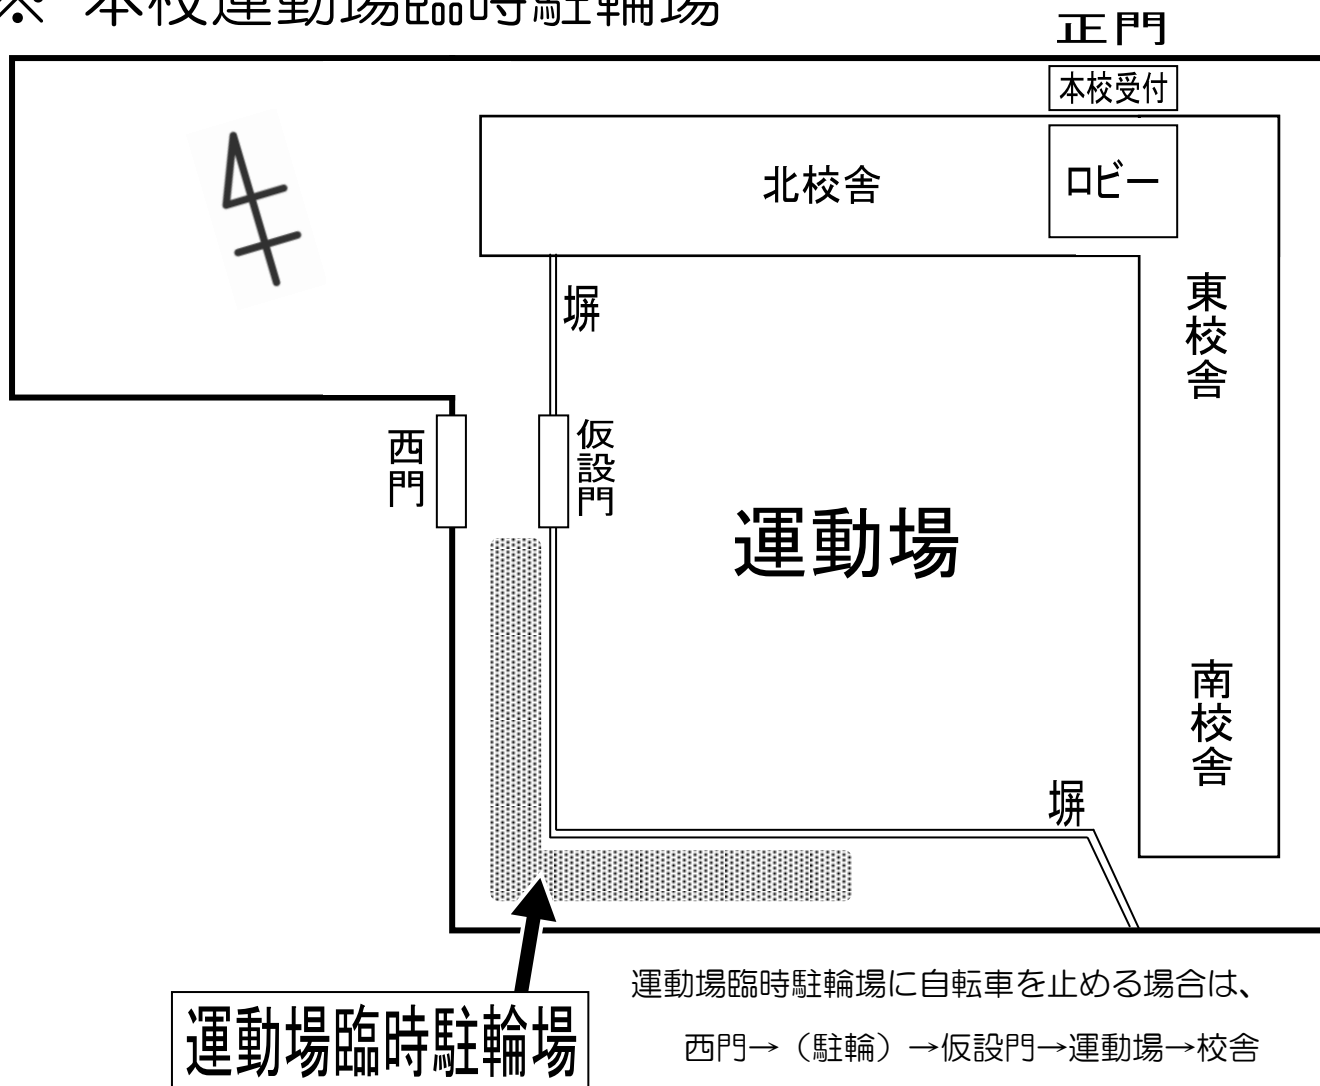 ※ 本校運動場臨時駐輪場
正門
本校受付
北校舎
ロビー
塀
東校舎
西門
仮設門
運動場
南校舎
塀
運動場臨時駐輪場
運動場臨時駐輪場に自転車を止める場合は、
西門→（駐輪）→仮設門→運動場→校舎